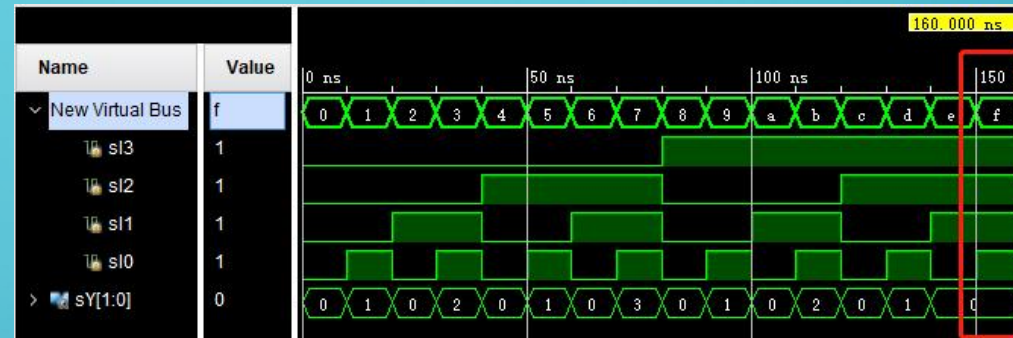 160.000 ns
Name Value 0 ns 50 ns 100 ns 150
New Virtual Bus f 0 1 2 3 4 5 6 7 8 9 a b c d e f
sI3 1
sI2 1
sI1 1
sI0 1
sY[1:0] 0 0 1 0 2 0 1 0 3 0 1 0 2 0 1 0